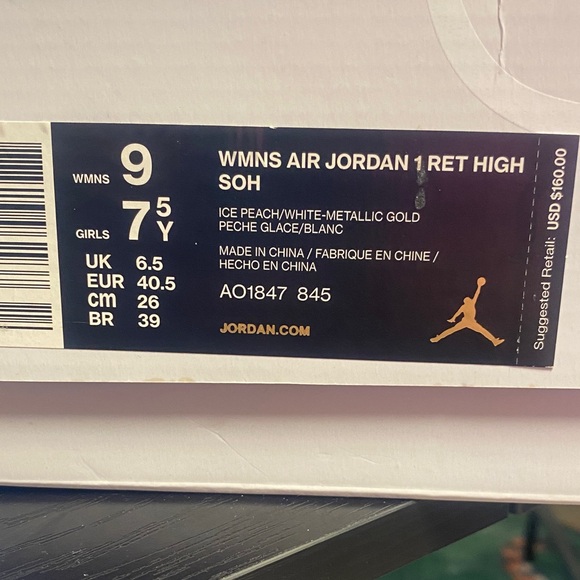 WMNS 9
GIRLS 7 5 Y
UK 6.5
EUR 40.5
cm 26
BR 39
WMNS AIR JORDAN 1 RET HIGH
SOH
ICE PEACH/WHITE-METALLIC GOLD
PECHE GLACE/BLANC
MADE IN CHINA / FABRIQUE EN CHINE /
HECHO EN CHINA
AO1847 845
JORDAN.COM
Suggested Retail: USD $160.00